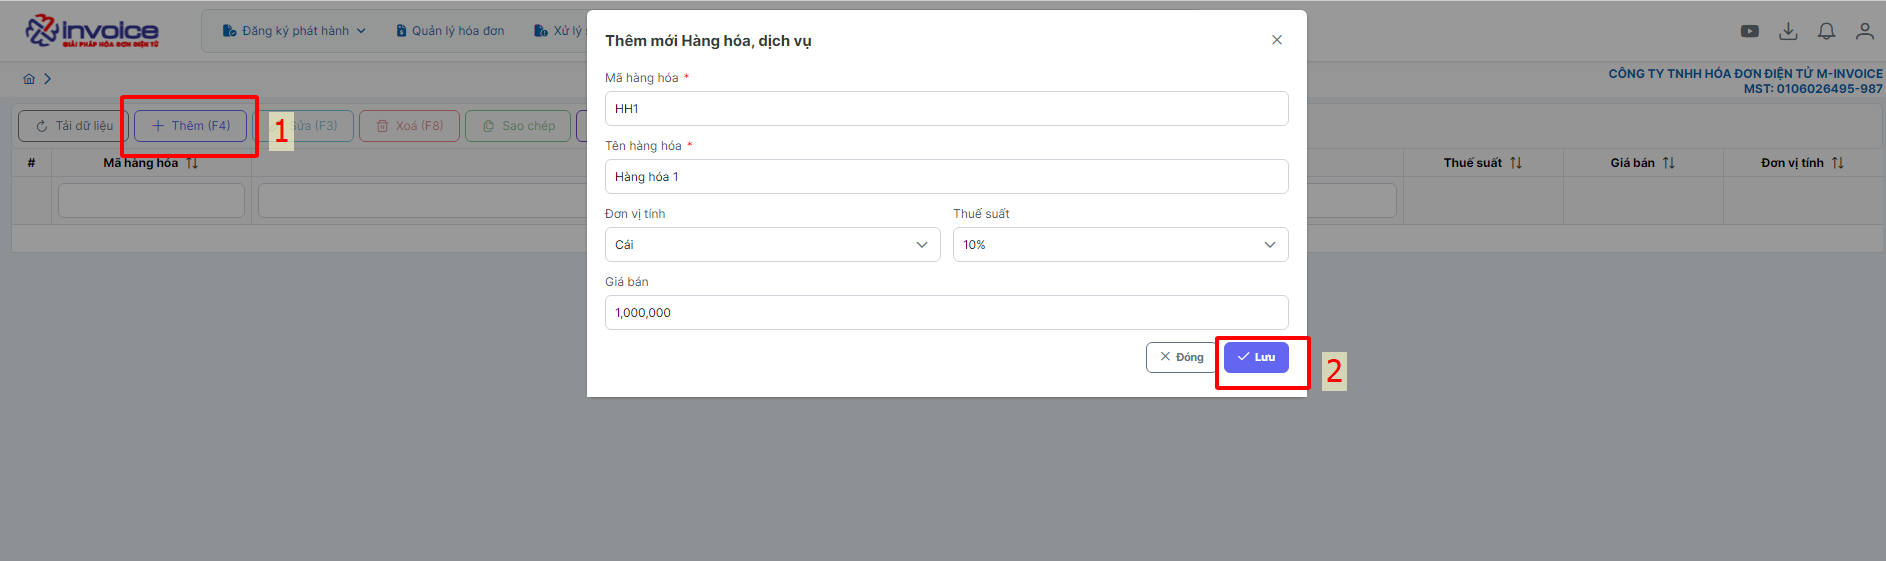 invoice
GIẢI PHÁP HÓA ĐƠN ĐIỆN TỬ
Đăng ký phát hành
Quản lý hóa đơn
Xử lý
CÔNG TY TNHH HÓA ĐƠN ĐIỆN TỬ M-INVOICE
MST: 0106026495-987
Tải dữ liệu
Thêm (F4)
1
Sửa (F3)
Xoá (F8)
Sao chép
#
Mã hàng hóa
Thuế suất
Giá bán
Đơn vị tính
Thêm mới Hàng hóa, dịch vụ
Mã hàng hóa *
HH1
Tên hàng hóa *
Hàng hóa 1
Đơn vị tính
Thuế suất
Cái
10%
Giá bán
1,000,000
Đóng
Lưu
2